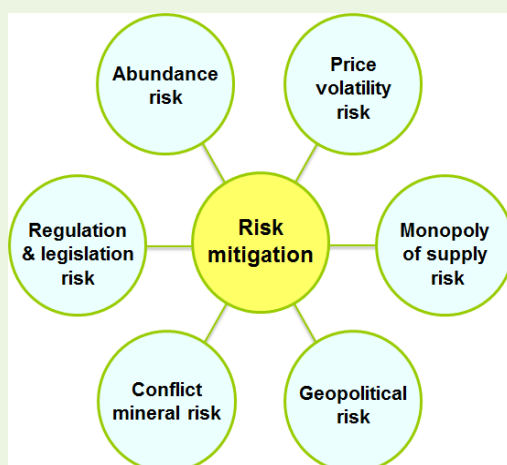 Abundance
risk
Price
volatility
risk
Regulation
& legislation
risk
Risk
mitigation
Monopoly
of supply
risk
Conflict
mineral risk
Geopolitical
risk